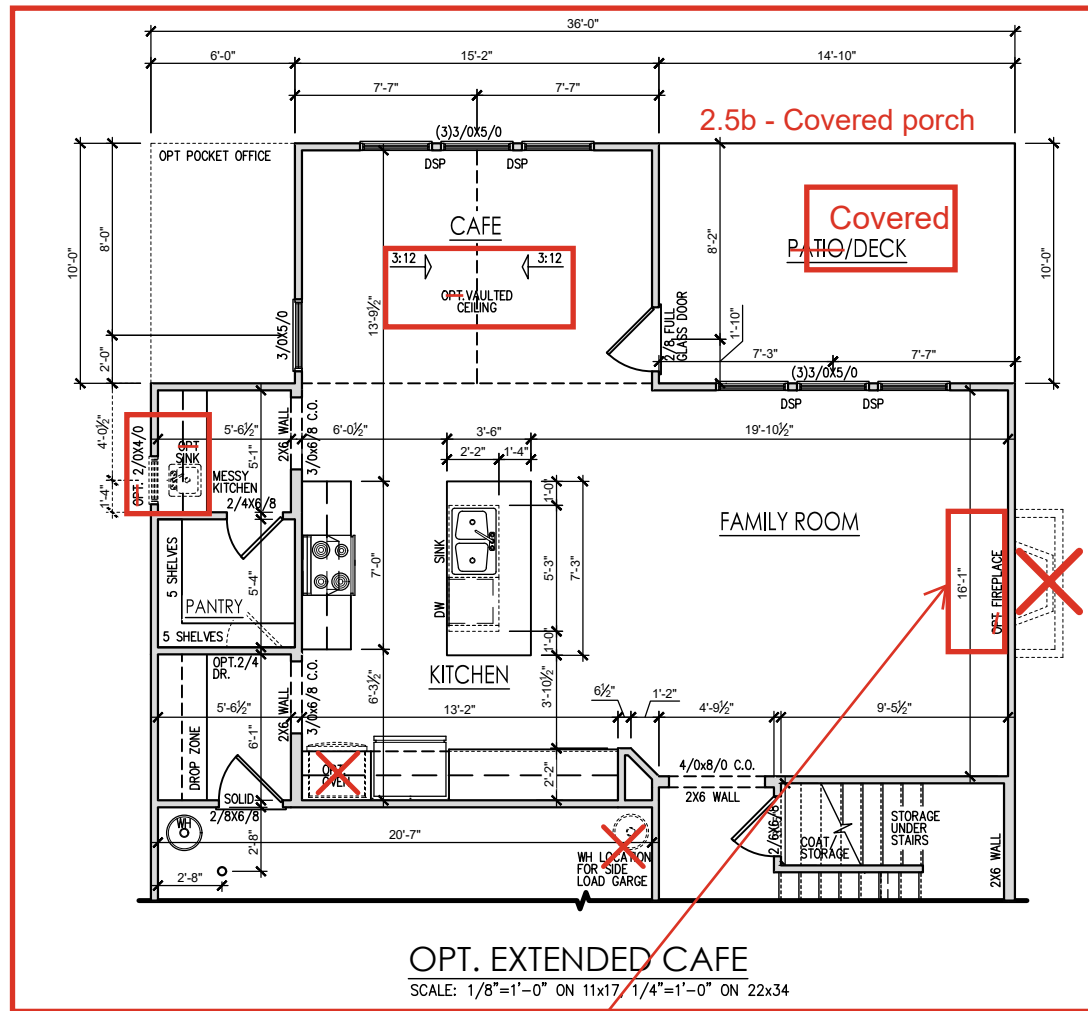 36'-0"
6'-0"
15'-2"
14'-10"
7'-7"
7'-7"
2.5b - Covered porch
(3)3/0X5/0
DSP
DSP
OPT POCKET OFFICE
CAFE
3:12
3:12
OPT. VAULTED
CEILING
Covered
PATIO/DECK
10'-0"
8'-0"
2'-0"
13'-9½"
8'-2"
10'-0"
3/0X5/0
2/8 FULL
GLASS DOOR
1'-10"
7'-3"
7'-7"
(3)3/0X5/0
DSP
DSP
4'-0½"
1'-4"
OPT. 2/0X4/0
5'-6½"
OPT
SINK
5'-1"
MESSY
KITCHEN
2/4X6/8
2X6 WALL
3/0x6/8 C.O.
6'-0½"
3'-6"
2'-2"
1'-4"
19'-10½"
1'-0"
SINK
5'-3"
7'-3"
DW
1'-0"
7'-0"
FAMILY ROOM
16'-1"
OPT FIREPLACE
5 SHELVES
5'-4"
PANTRY
5 SHELVES
OPT.2/4
DR.
KITCHEN
2X6 WALL
3/0x6/8 C.O.
6'-3½"
3'-10½"
5'-6½"
13'-2"
6½"
1'-2"
4'-9½"
9'-5½"
DROP ZONE
6'-1"
OPT.
OVEN
2'-2"
4/0x8/0 C.O.
2X6 WALL
SOLID
2/8X6/8
2/6X6/8
COAT/
STORAGE
STORAGE
UNDER
STAIRS
2X6 WALL
WH
20'-7"
2'-8"
2'-8"
WH LOCATION
FOR SIDE
LOAD GARGE
OPT. EXTENDED CAFE
SCALE: 1/8"=1'-0" ON 11x17, 1/4"=1'-0" ON 22x34